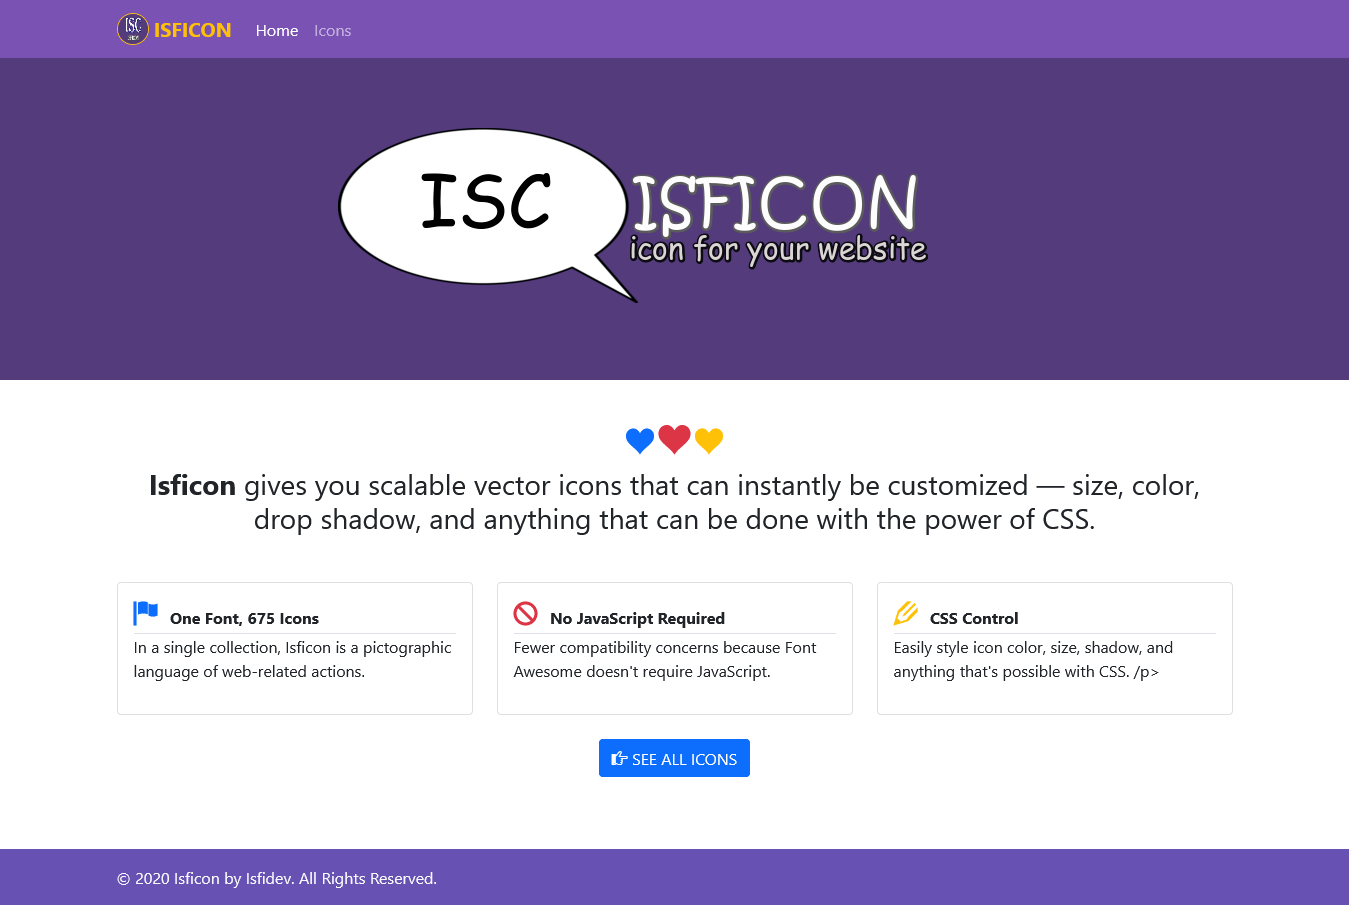 ISC
ISFICON Home Icons
ISC
ISFICON
icon for your website
Isficon gives you scalable vector icons that can instantly be customized — size, color,
drop shadow, and anything that can be done with the power of CSS.
One Font, 675 Icons
In a single collection, Isficon is a pictographic
language of web-related actions.
No JavaScript Required
Fewer compatibility concerns because Font
Awesome doesn't require JavaScript.
CSS Control
Easily style icon color, size, shadow, and
anything that's possible with CSS. /p>
SEE ALL ICONS
© 2020 Isficon by Isfidev. All Rights Reserved.